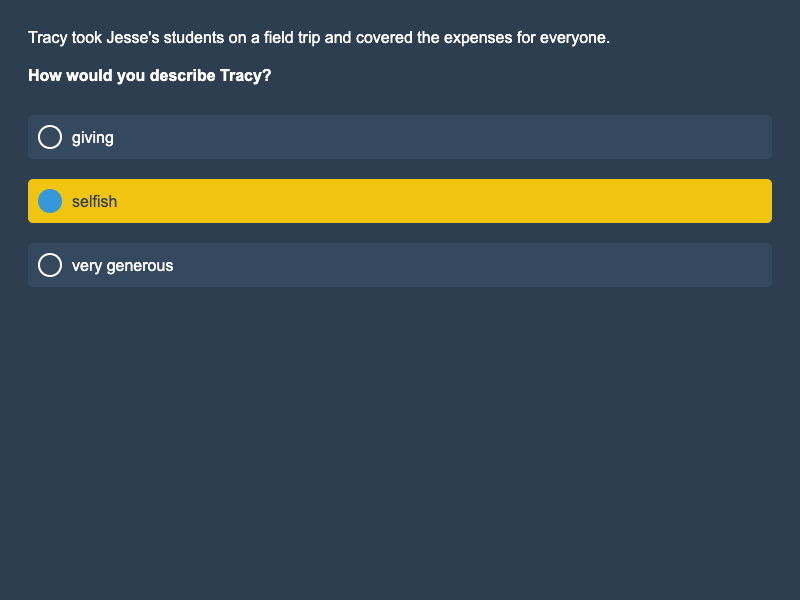 Tracy took Jesse's students on a field trip and covered the expenses for everyone.
How would you describe Tracy?
giving
selfish
very generous